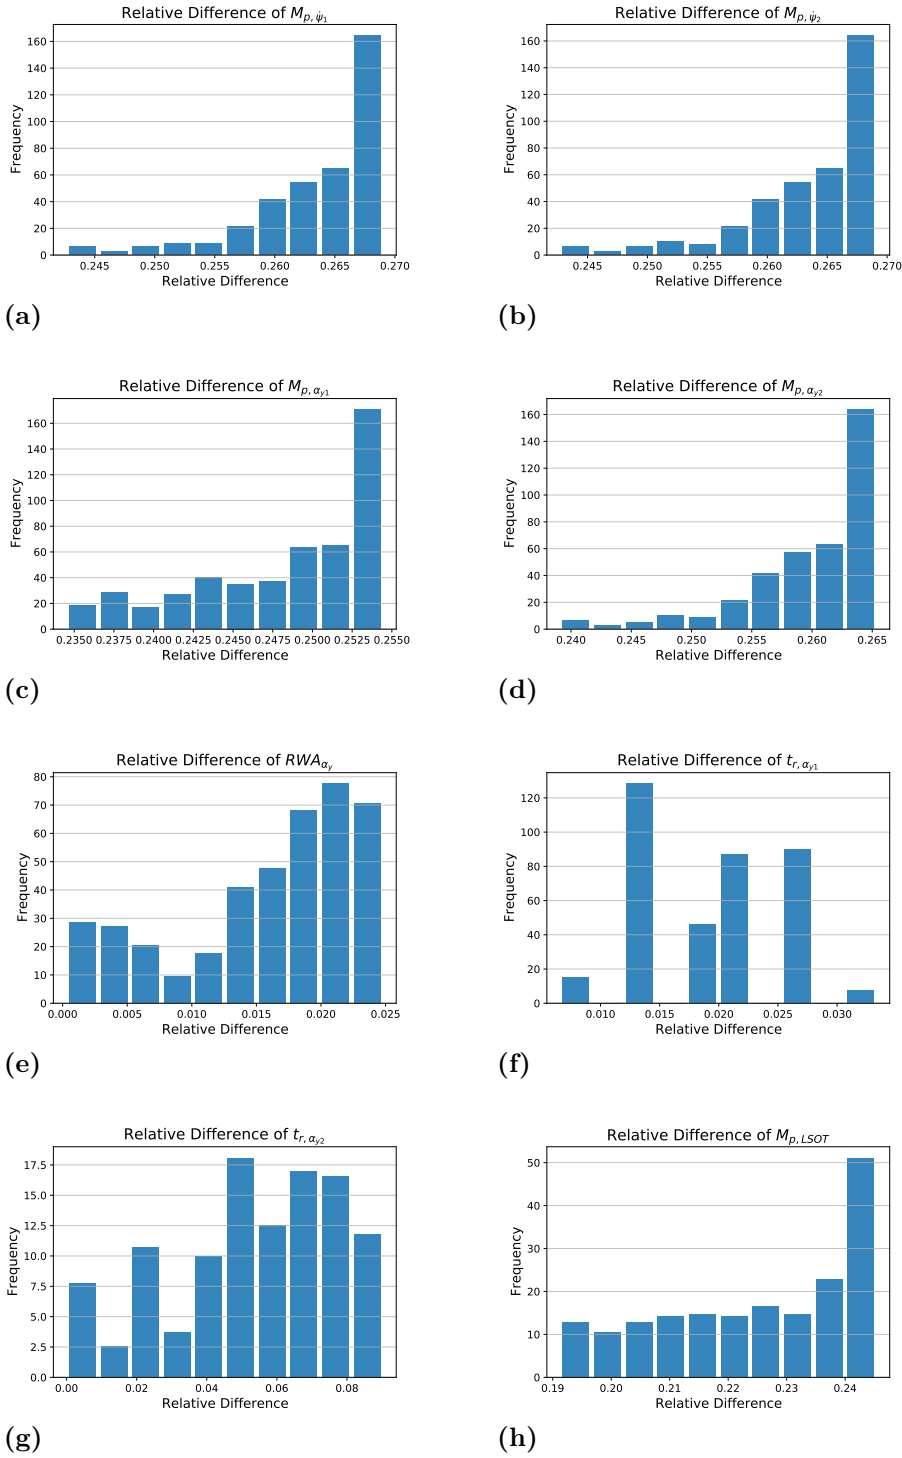 Relative Difference of M_{p, ψ̇_1}
Frequency
0 20 40 60 80 100 120 140 160
0.245 0.250 0.255 0.260 0.265 0.270
Relative Difference
(a)
Relative Difference of M_{p, ψ̇_2}
Frequency
0 20 40 60 80 100 120 140 160
0.245 0.250 0.255 0.260 0.265 0.270
Relative Difference
(b)
Relative Difference of M_{p, α_{y1}}
Frequency
0 20 40 60 80 100 120 140 160
0.2350 0.2375 0.2400 0.2425 0.2450 0.2475 0.2500 0.2525 0.2550
Relative Difference
(c)
Relative Difference of M_{p, α_{y2}}
Frequency
0 20 40 60 80 100 120 140 160
0.240 0.245 0.250 0.255 0.260 0.265
Relative Difference
(d)
Relative Difference of RWA_{α_y}
Frequency
0 10 20 30 40 50 60 70 80
0.000 0.005 0.010 0.015 0.020 0.025
Relative Difference
(e)
Relative Difference of t_{r, α_{y1}}
Frequency
0 20 40 60 80 100 120
0.010 0.015 0.020 0.025 0.030
Relative Difference
(f)
Relative Difference of t_{r, α_{y2}}
Frequency
0.0 2.5 5.0 7.5 10.0 12.5 15.0 17.5
0.00 0.02 0.04 0.06 0.08
Relative Difference
(g)
Relative Difference of M_{p, LSOT}
Frequency
0 10 20 30 40 50
0.19 0.20 0.21 0.22 0.23 0.24
Relative Difference
(h)